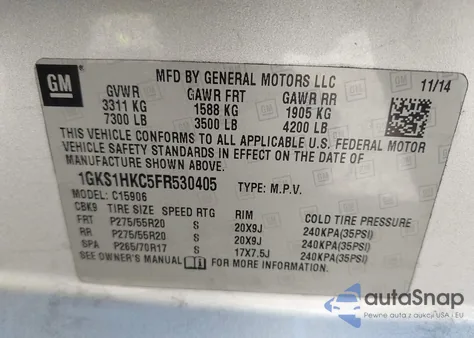 GM
MFD BY GENERAL MOTORS LLC 11/14
GVWR GAWR FRT GAWR RR
3311 KG 1588 KG 1905 KG
7300 LB 3500 LB 4200 LB
THIS VEHICLE CONFORMS TO ALL APPLICABLE U.S. FEDERAL MOTOR
VEHICLE SAFETY STANDARDS IN EFFECT ON THE DATE OF
MANUFACTURE SHOWN ABOVE.
1GKS1HKC5FR530405 TYPE: M.P.V.
MODEL: C15906
CBK9 TIRE SIZE SPEED RTG RIM COLD TIRE PRESSURE
FRT P275/55R20 S 20X9J 240KPA(35PSI)
RR P275/55R20 S 20X9J 240KPA(35PSI)
SPA P265/70R17 S 17X7.5J 240KPA(35PSI)
SEE OWNER'S MANUAL FOR ADDITIONAL INFORMATION
autoSnap
Pewne auta z aukcji USA i EU